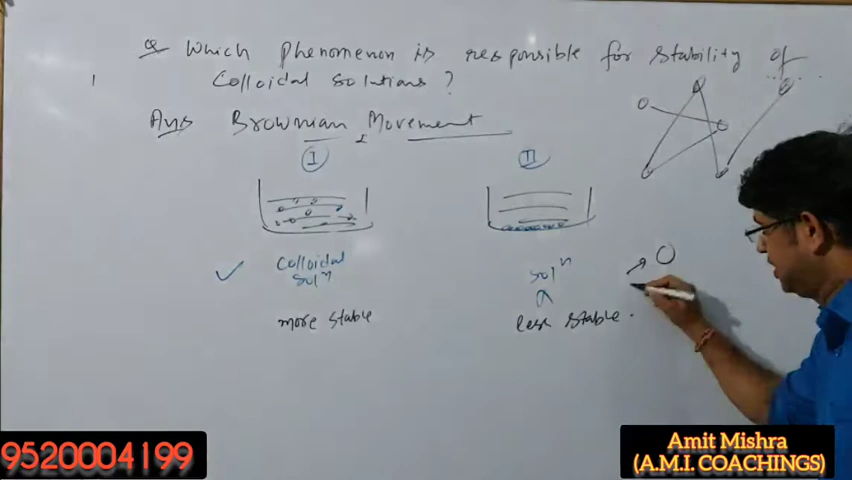 Q Which phenomenon is responsible for stability of
Colloidal solutions ?
Ans Brownian Movement
I
II
Colloidal
solⁿ
solⁿ
more stable
less stable.
9520004199
Amit Mishra
(A.M.I. COACHINGS)